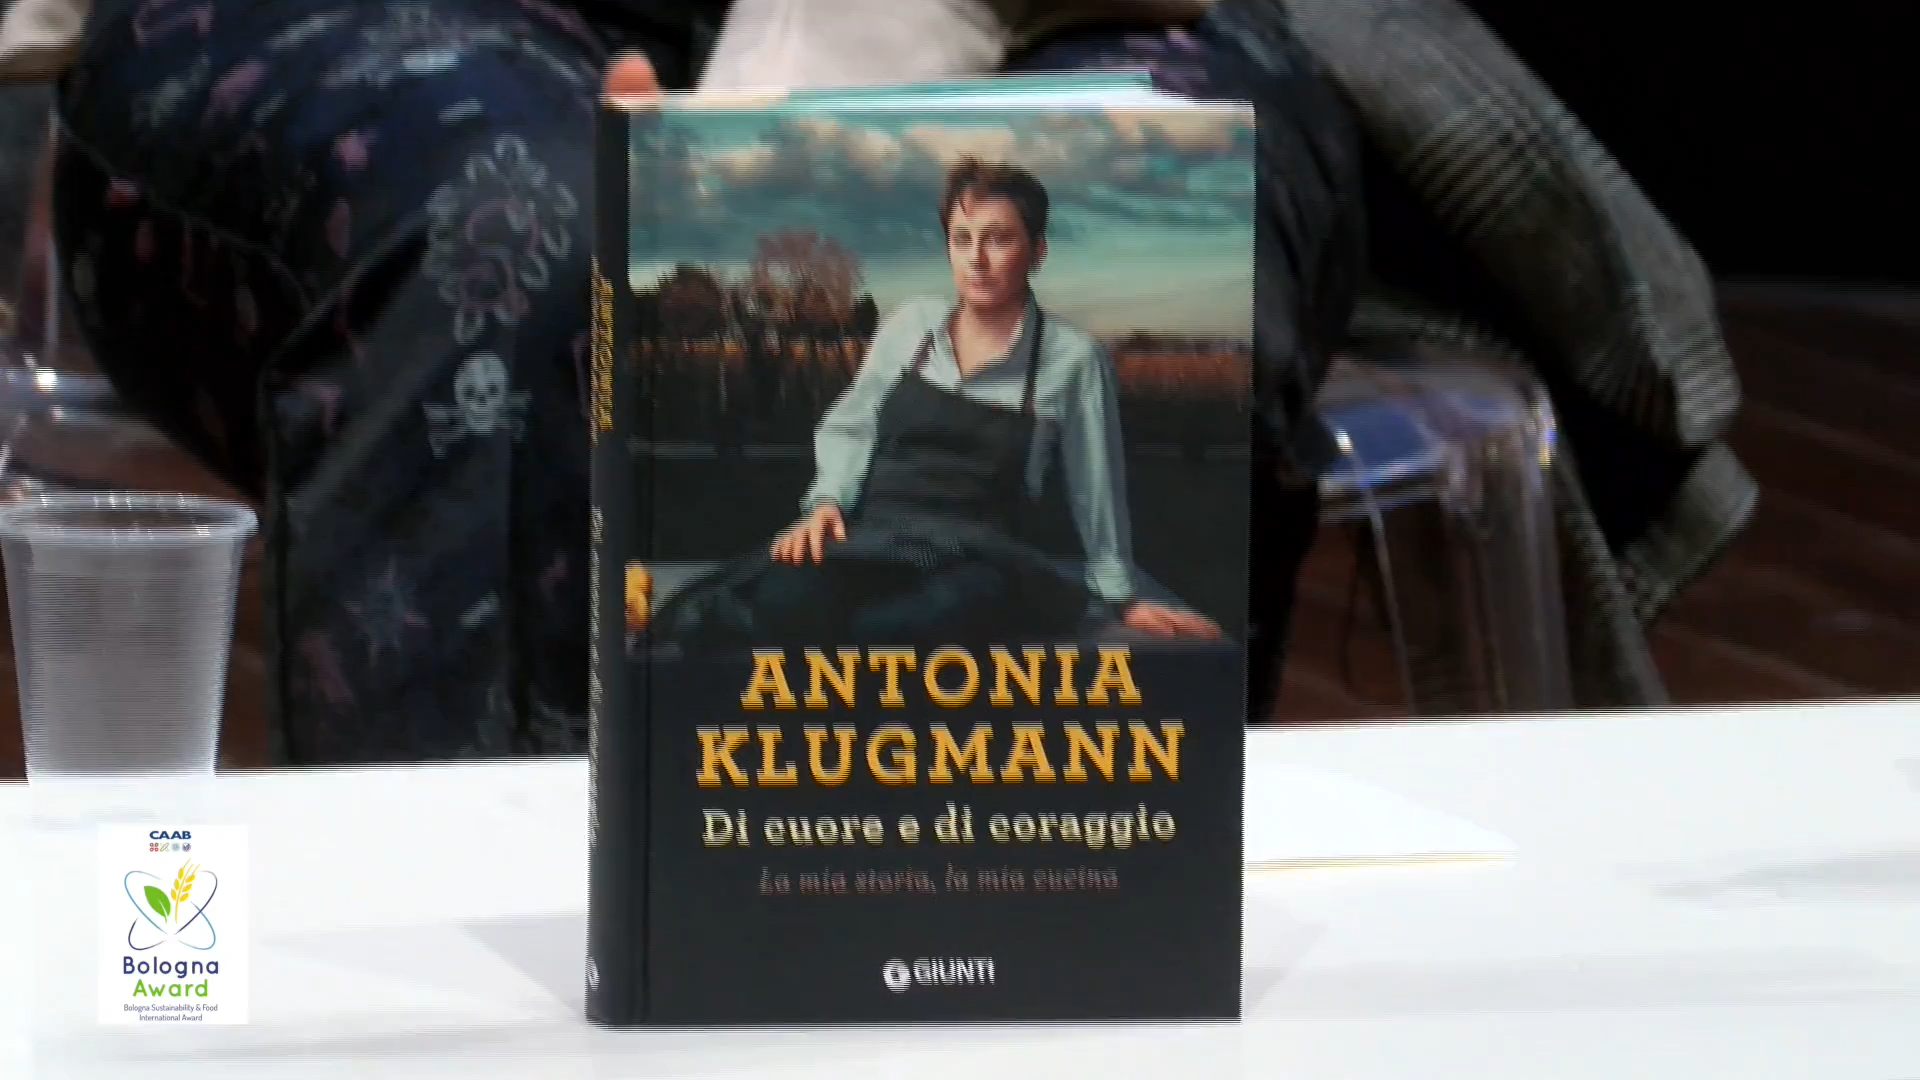 ANTONIA
KLUGMANN
Di cuore e di coraggio
La mia storia, la mia cucina
GIUNTI
CAAB
Bologna
Award
Bologna Sustainability & Food
International Award